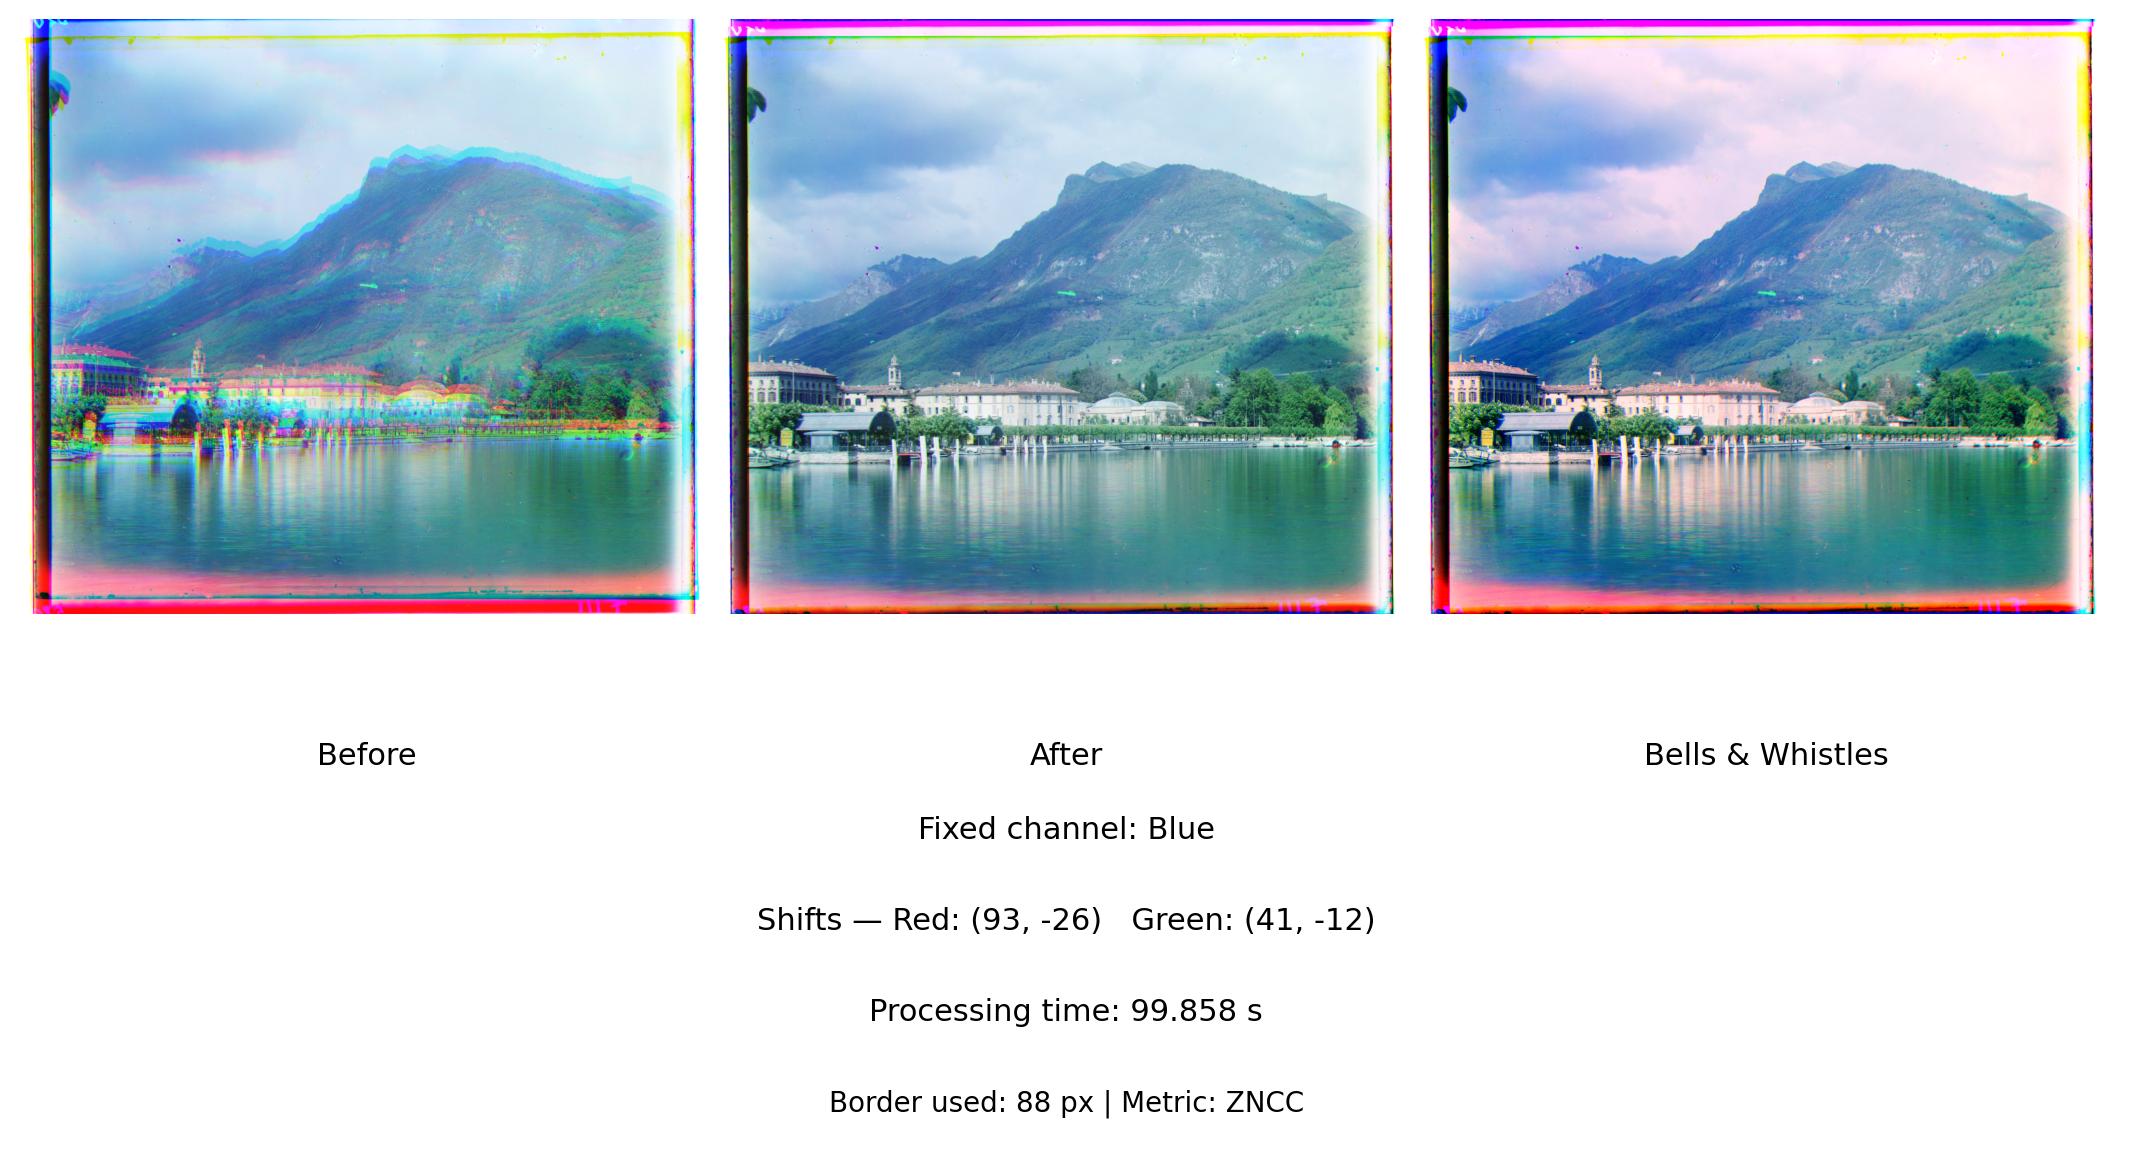 Before
After
Bells & Whistles
Fixed channel: Blue
Shifts — Red: (93, -26)   Green: (41, -12)
Processing time: 99.858 s
Border used: 88 px | Metric: ZNCC